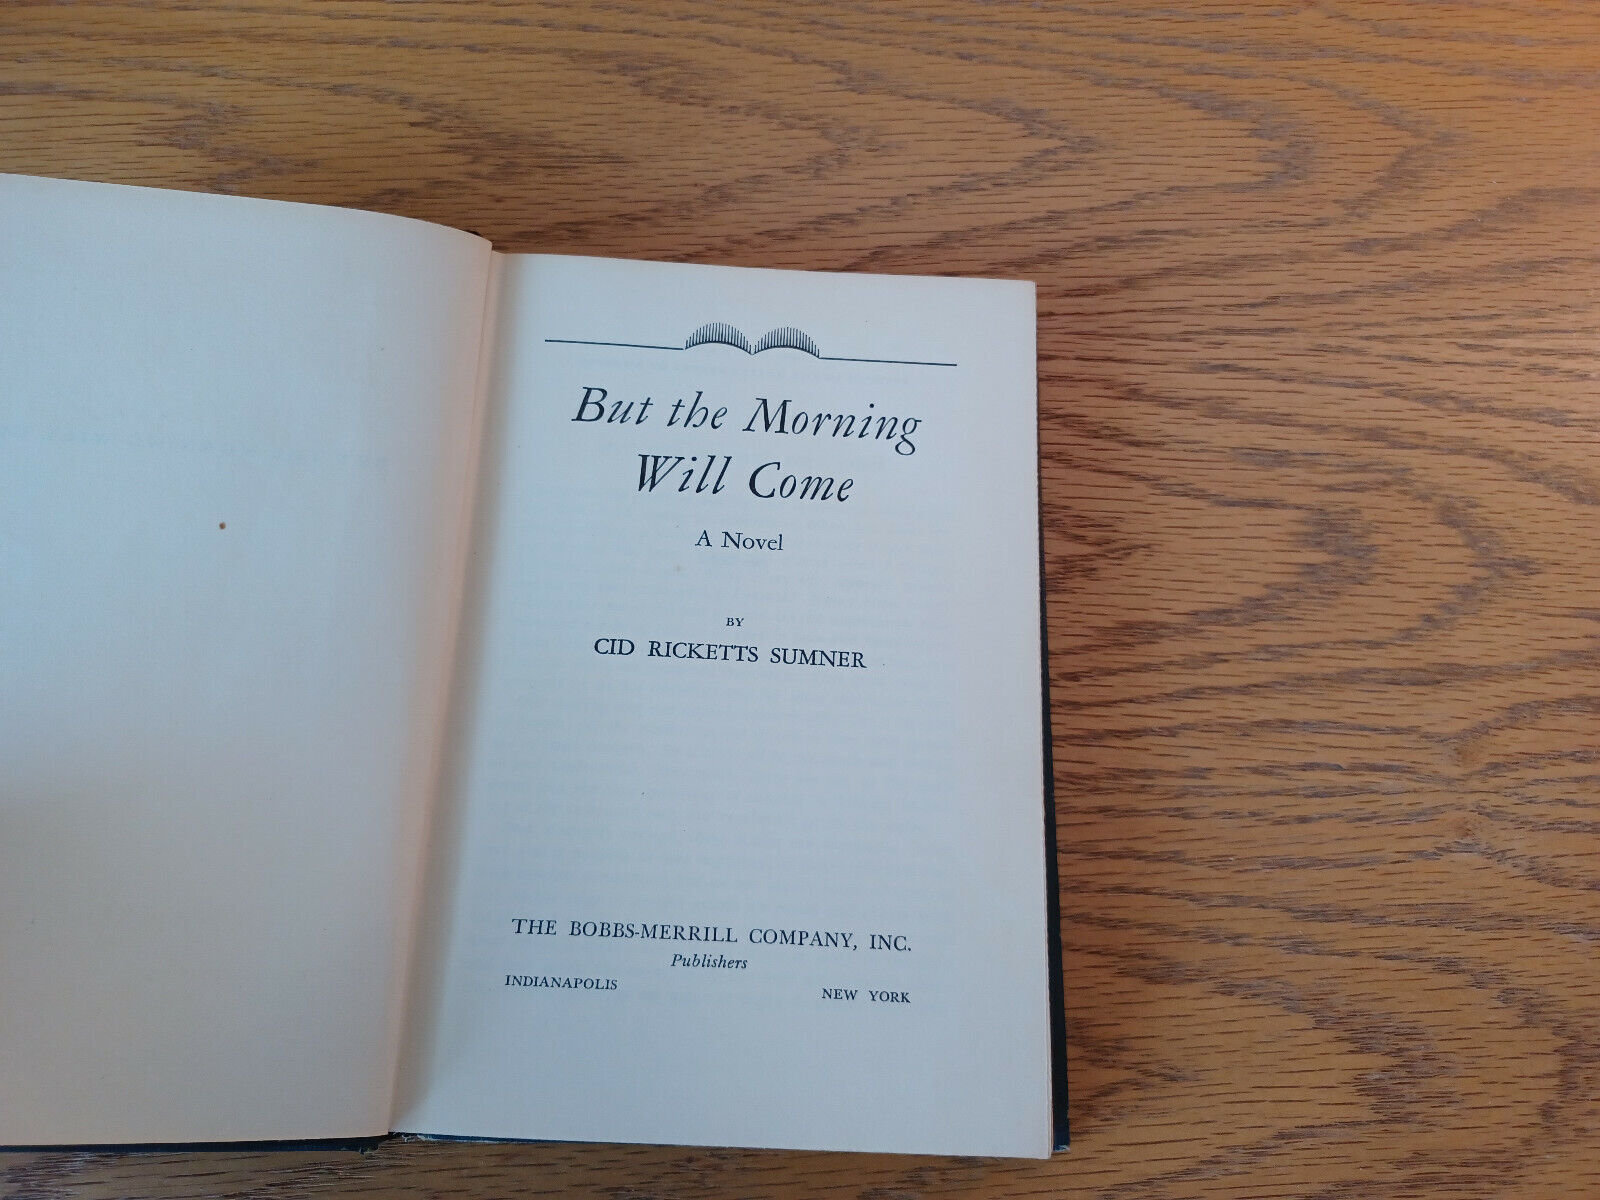 But the Morning
Will Come
A Novel
BY
CID RICKETTS SUMNER
THE BOBBS-MERRILL COMPANY, INC.
Publishers
INDIANAPOLIS NEW YORK